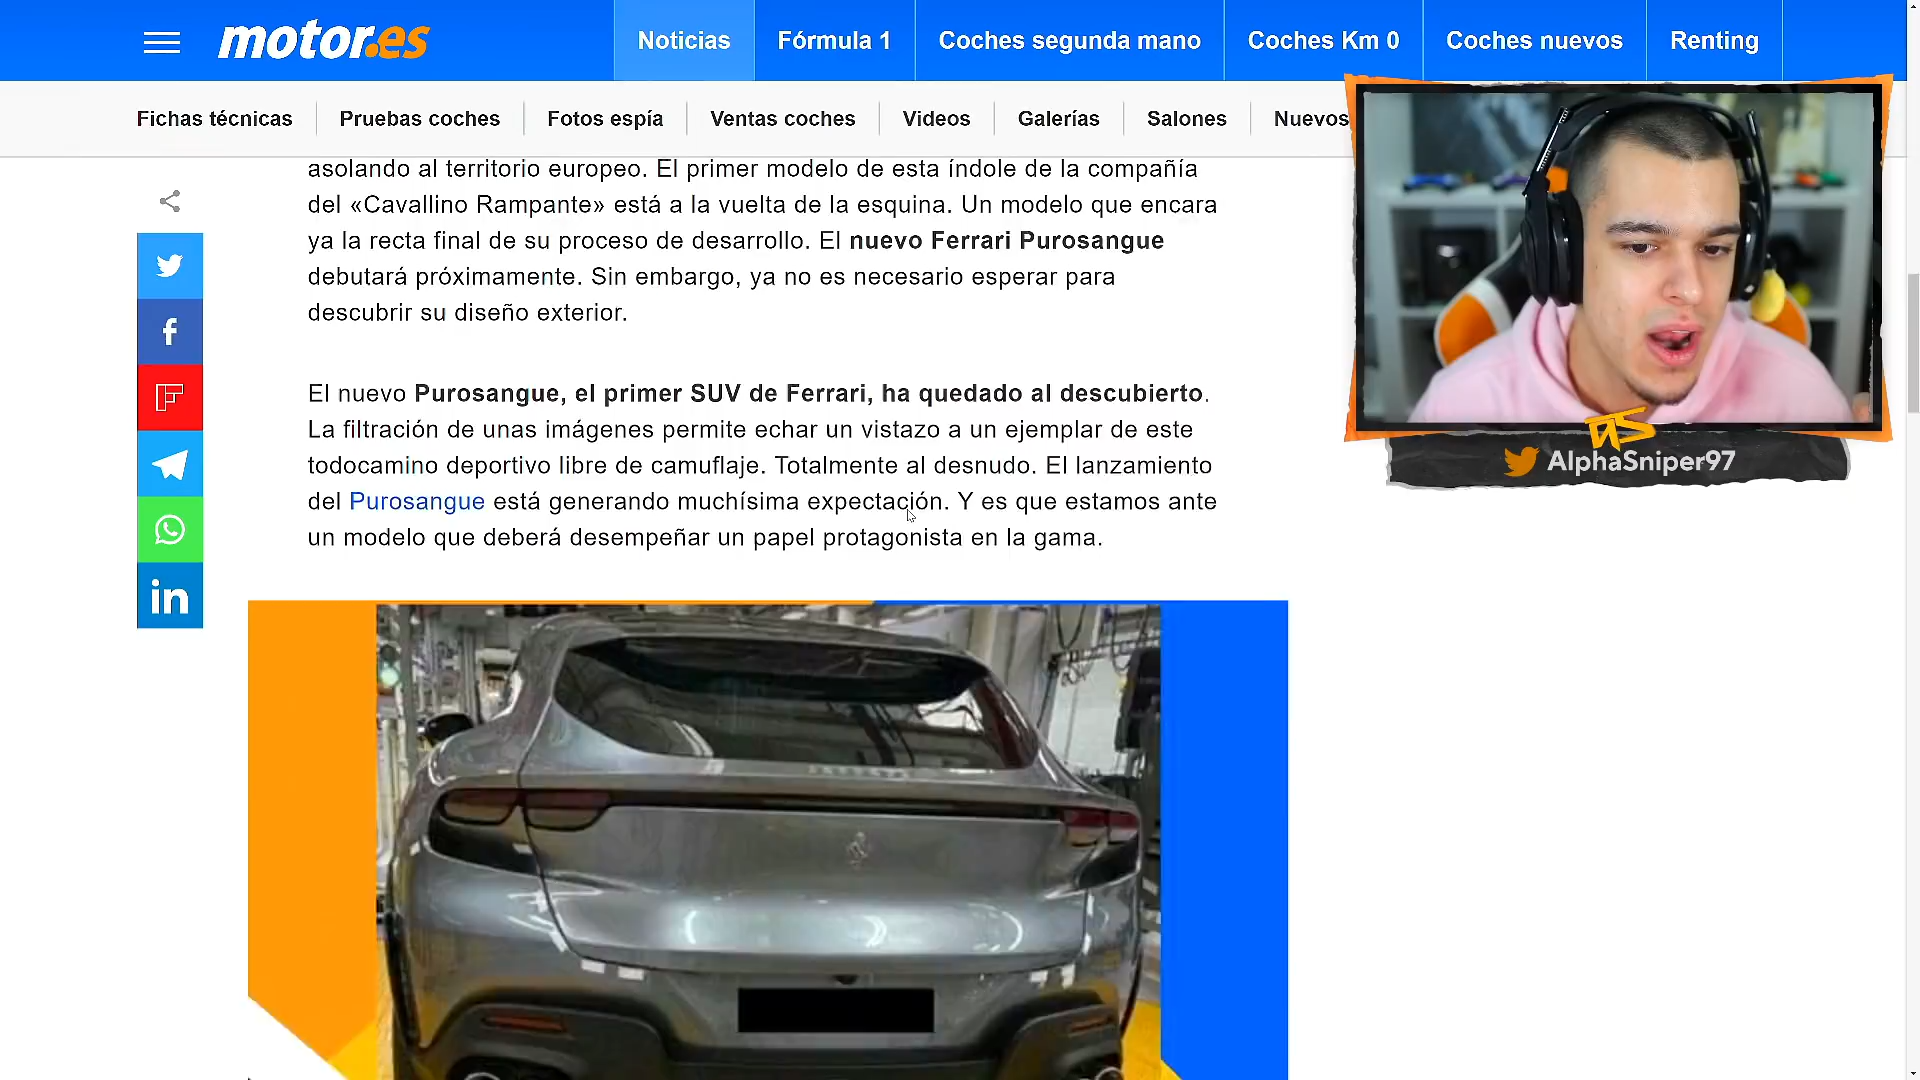 motor.es
Noticias
Fórmula 1
Coches segunda mano
Coches Km 0
Coches nuevos
Renting
Fichas técnicas
Pruebas coches
Fotos espía
Ventas coches
Videos
Galerías
Salones
Nuevos
asolando al territorio europeo. El primer modelo de esta índole de la compañía
del «Cavallino Rampante» está a la vuelta de la esquina. Un modelo que encara
ya la recta final de su proceso de desarrollo. El nuevo Ferrari Purosangue
debutará próximamente. Sin embargo, ya no es necesario esperar para
descubrir su diseño exterior.
El nuevo Purosangue, el primer SUV de Ferrari, ha quedado al descubierto.
La filtración de unas imágenes permite echar un vistazo a un ejemplar de este
todocamino deportivo libre de camuflaje. Totalmente al desnudo. El lanzamiento
del Purosangue está generando muchísima expectación. Y es que estamos ante
un modelo que deberá desempeñar un papel protagonista en la gama.
AS
AlphaSniper97